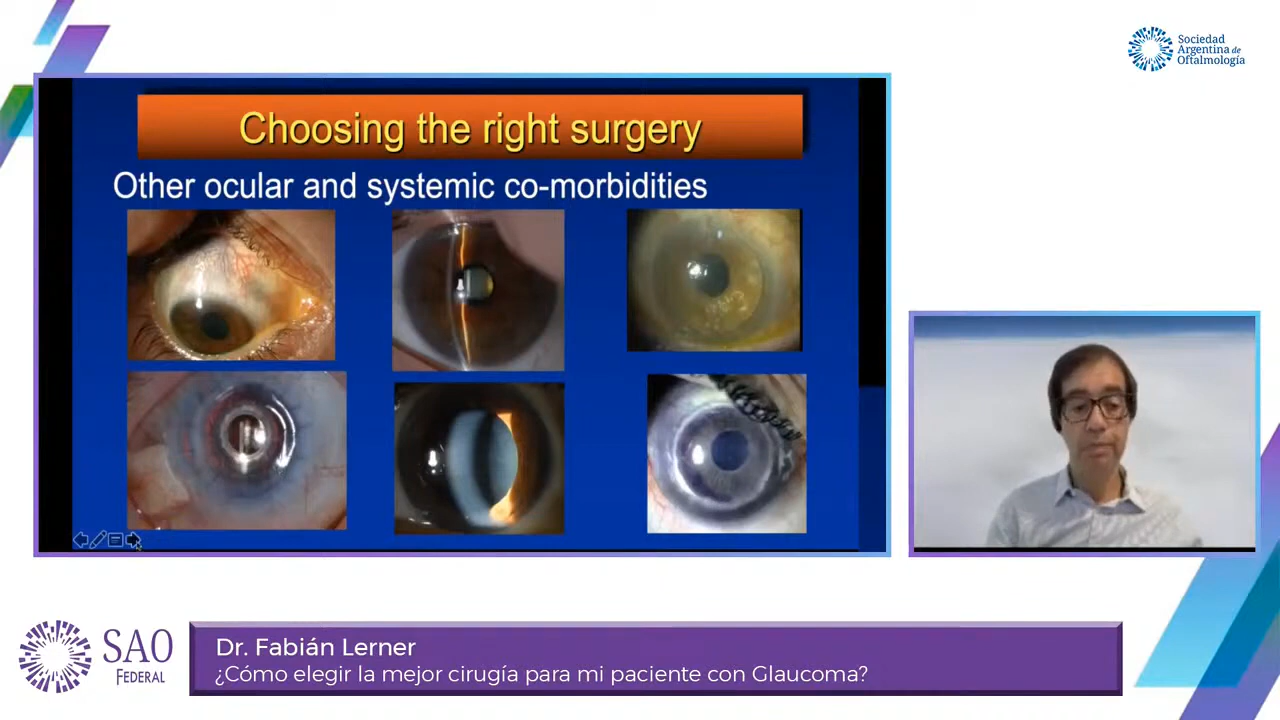 Sociedad
Argentina de
Oftalmología
Choosing the right surgery
Other ocular and systemic co-morbidities
SAO
FEDERAL
Dr. Fabián Lerner
¿Cómo elegir la mejor cirugía para mi paciente con Glaucoma?